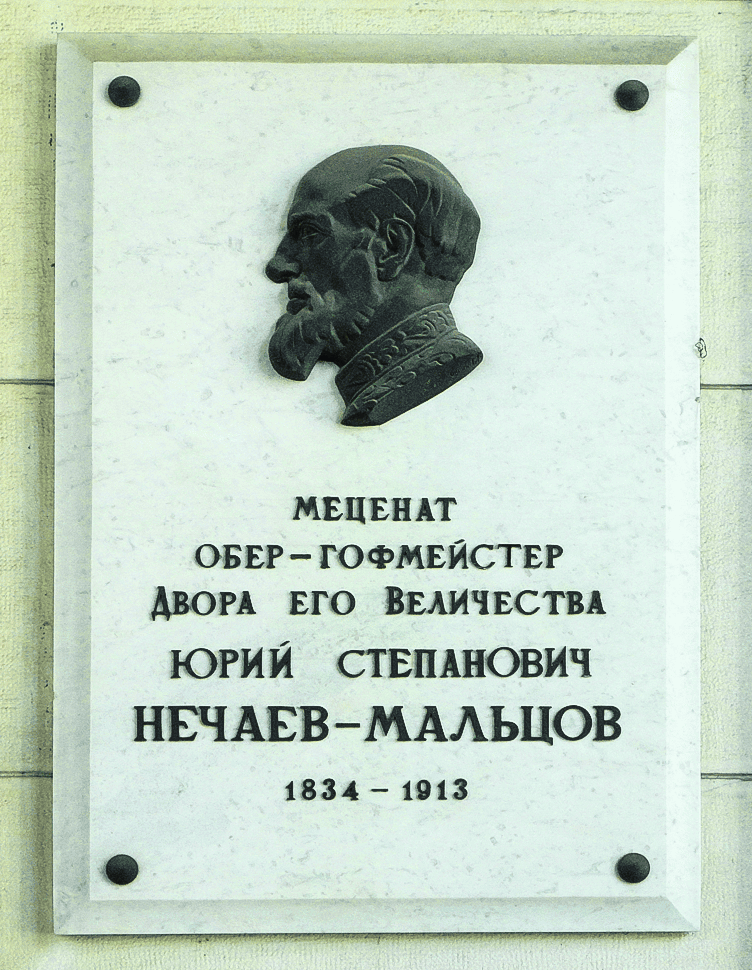 МЕЦЕНАТ
ОБЕР-ГОФМЕЙСТЕР
ДВОРА ЕГО ВЕЛИЧЕСТВА
ЮРИЙ СТЕПАНОВИЧ
НЕЧАЕВ-МАЛЬЦОВ
1834 - 1913